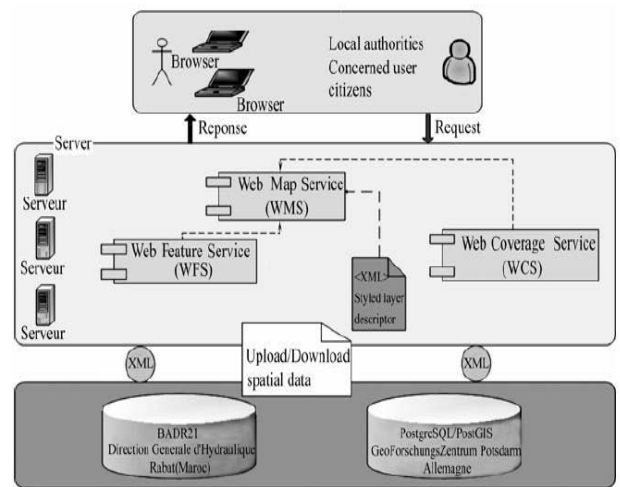 Browser
Browser
Local authorities
Concerned user
citizens
Reponse
Request
Server
Serveur
Serveur
Serveur
Web Map Service
(WMS)
Web Feature Service
(WFS)
<XML>
Styled layer
descriptor
Web Coverage Service
(WCS)
XML
Upload/Download
spatial data
XML
BADR21
Direction Generale d'Hydraulique
Rabat(Maroc)
PostgreSQL/PostGIS
GeoForschungsZentrum Potsdarm
Allemagne